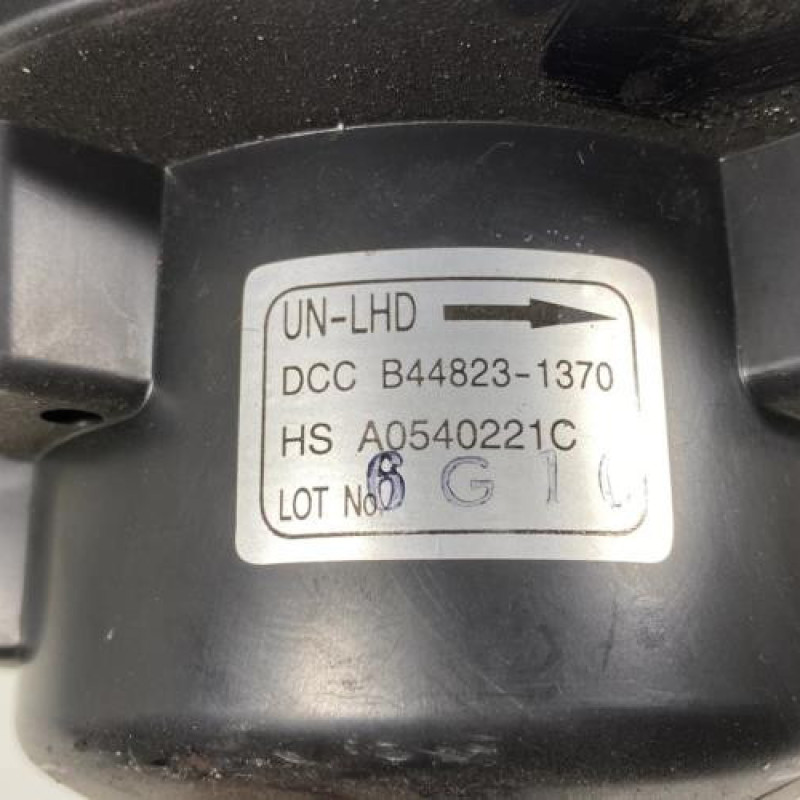 UN-LHD
DCC B44823-1370
HS A0540221C
LOT No. 6 G 1